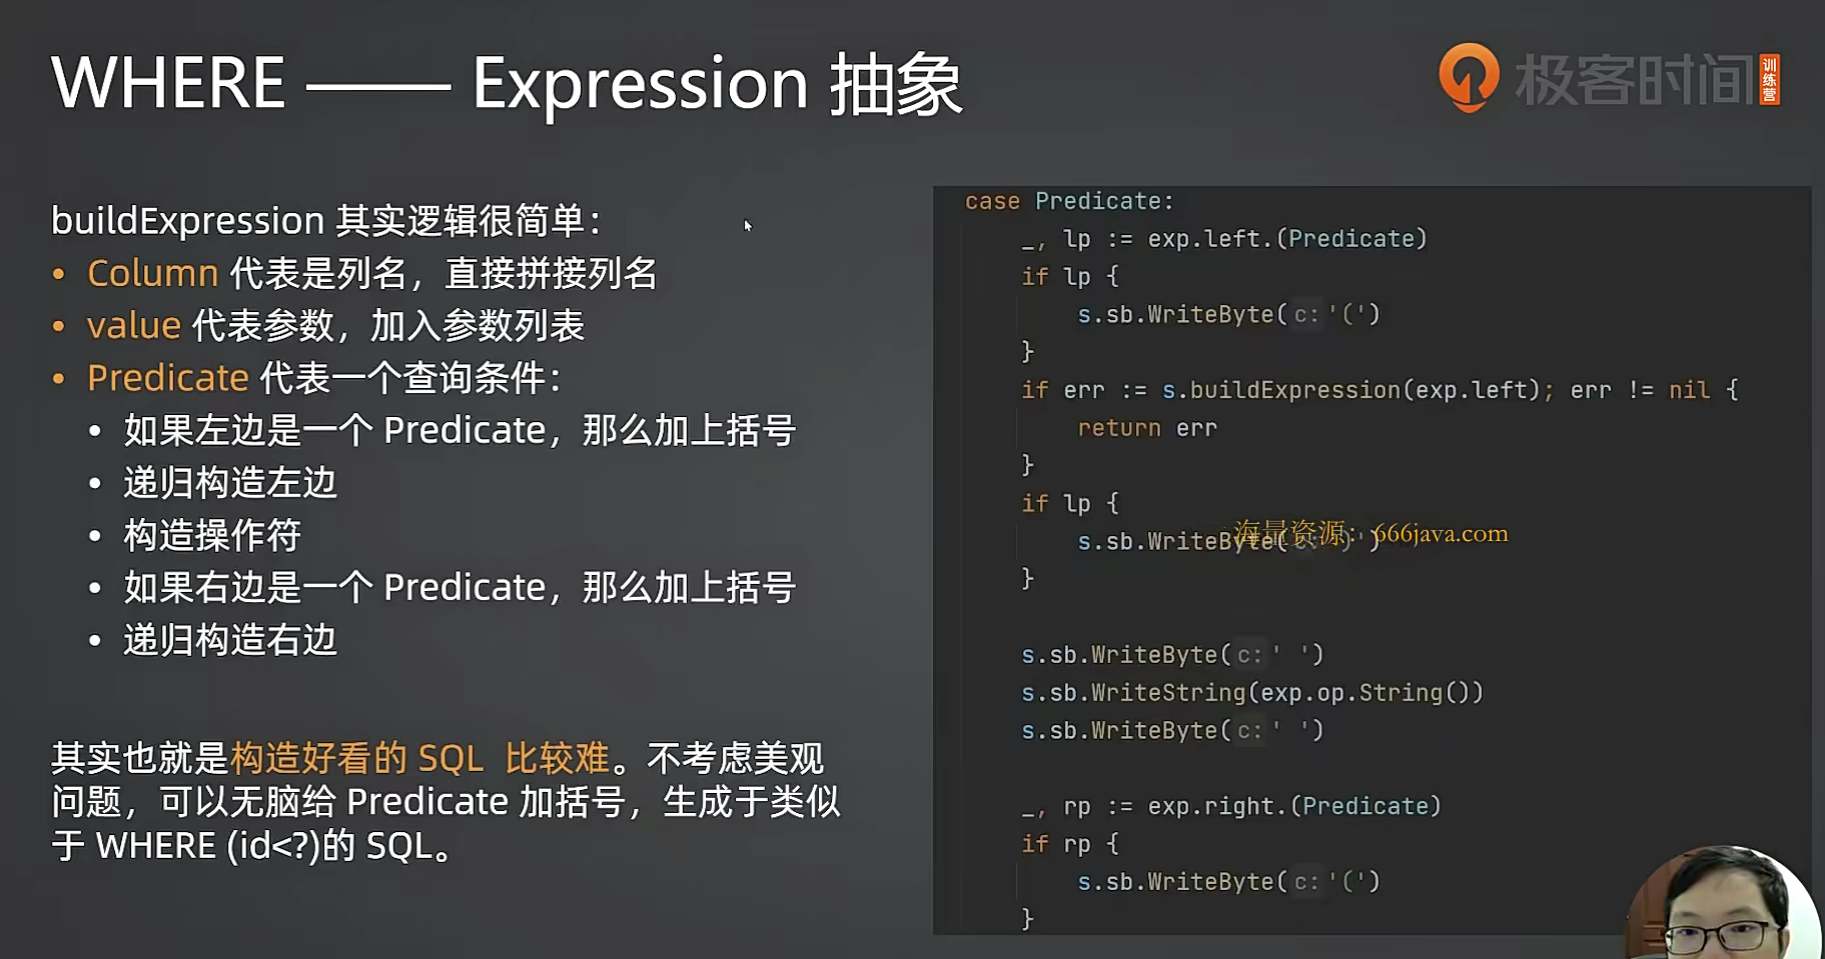 WHERE —— Expression 抽象
极客时间
训练营
buildExpression 其实逻辑很简单：
• Column 代表是列名，直接拼接列名
• value 代表参数，加入参数列表
• Predicate 代表一个查询条件：
• 如果左边是一个 Predicate，那么加上括号
• 递归构造左边
• 构造操作符
• 如果右边是一个 Predicate，那么加上括号
• 递归构造右边
其实也就是构造好看的 SQL 比较难。不考虑美观
问题，可以无脑给 Predicate 加括号，生成于类似
于 WHERE (id<?)的 SQL。
case Predicate:
_, lp := exp.left.(Predicate)
if lp {
s.sb.WriteByte( c: '(')
}
if err := s.buildExpression(exp.left); err != nil {
return err
}
if lp {
s.sb.WriteByte( c: ')')
海量资源：666java.com
}
s.sb.WriteByte( c: ' ')
s.sb.WriteString(exp.op.String())
s.sb.WriteByte( c: ' ')
_, rp := exp.right.(Predicate)
if rp {
s.sb.WriteByte( c: '(')
}